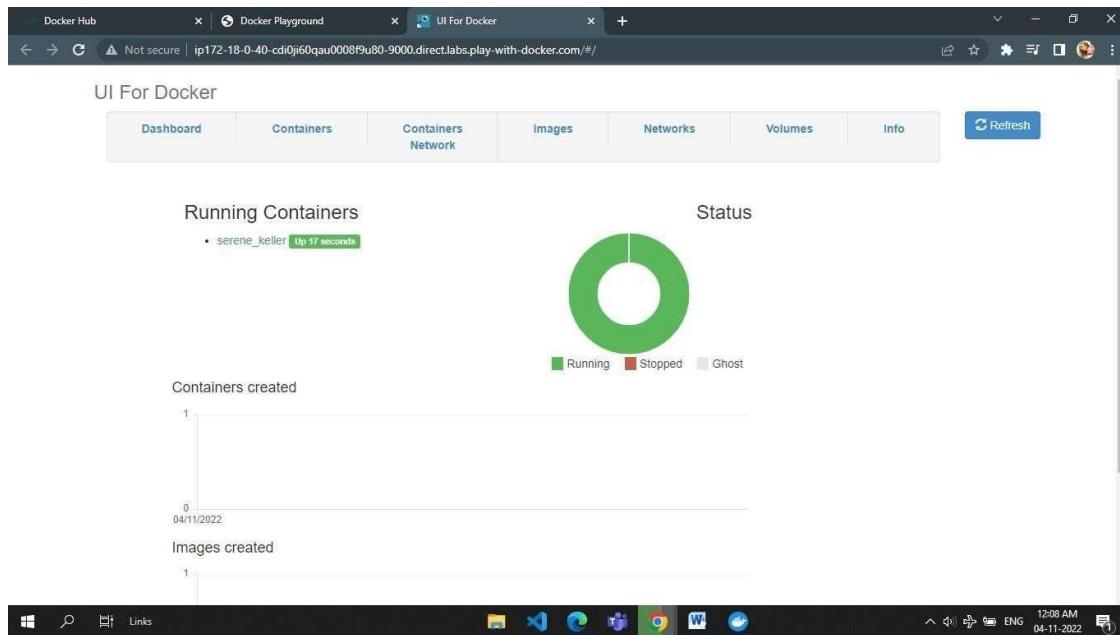 Docker Hub
Docker Playground
UI For Docker
Not secure
ip172-18-0-40-cdi0ji60qau0008f9u80-9000.direct.labs.play-with-docker.com/#/
UI For Docker
Dashboard
Containers
Containers
Network
Images
Networks
Volumes
Info
Refresh
Running Containers
serene_keller Up 17 seconds
Status
Running Stopped Ghost
Containers created
1
0
04/11/2022
Images created
1
Links
ENG
12:08 AM
04-11-2022